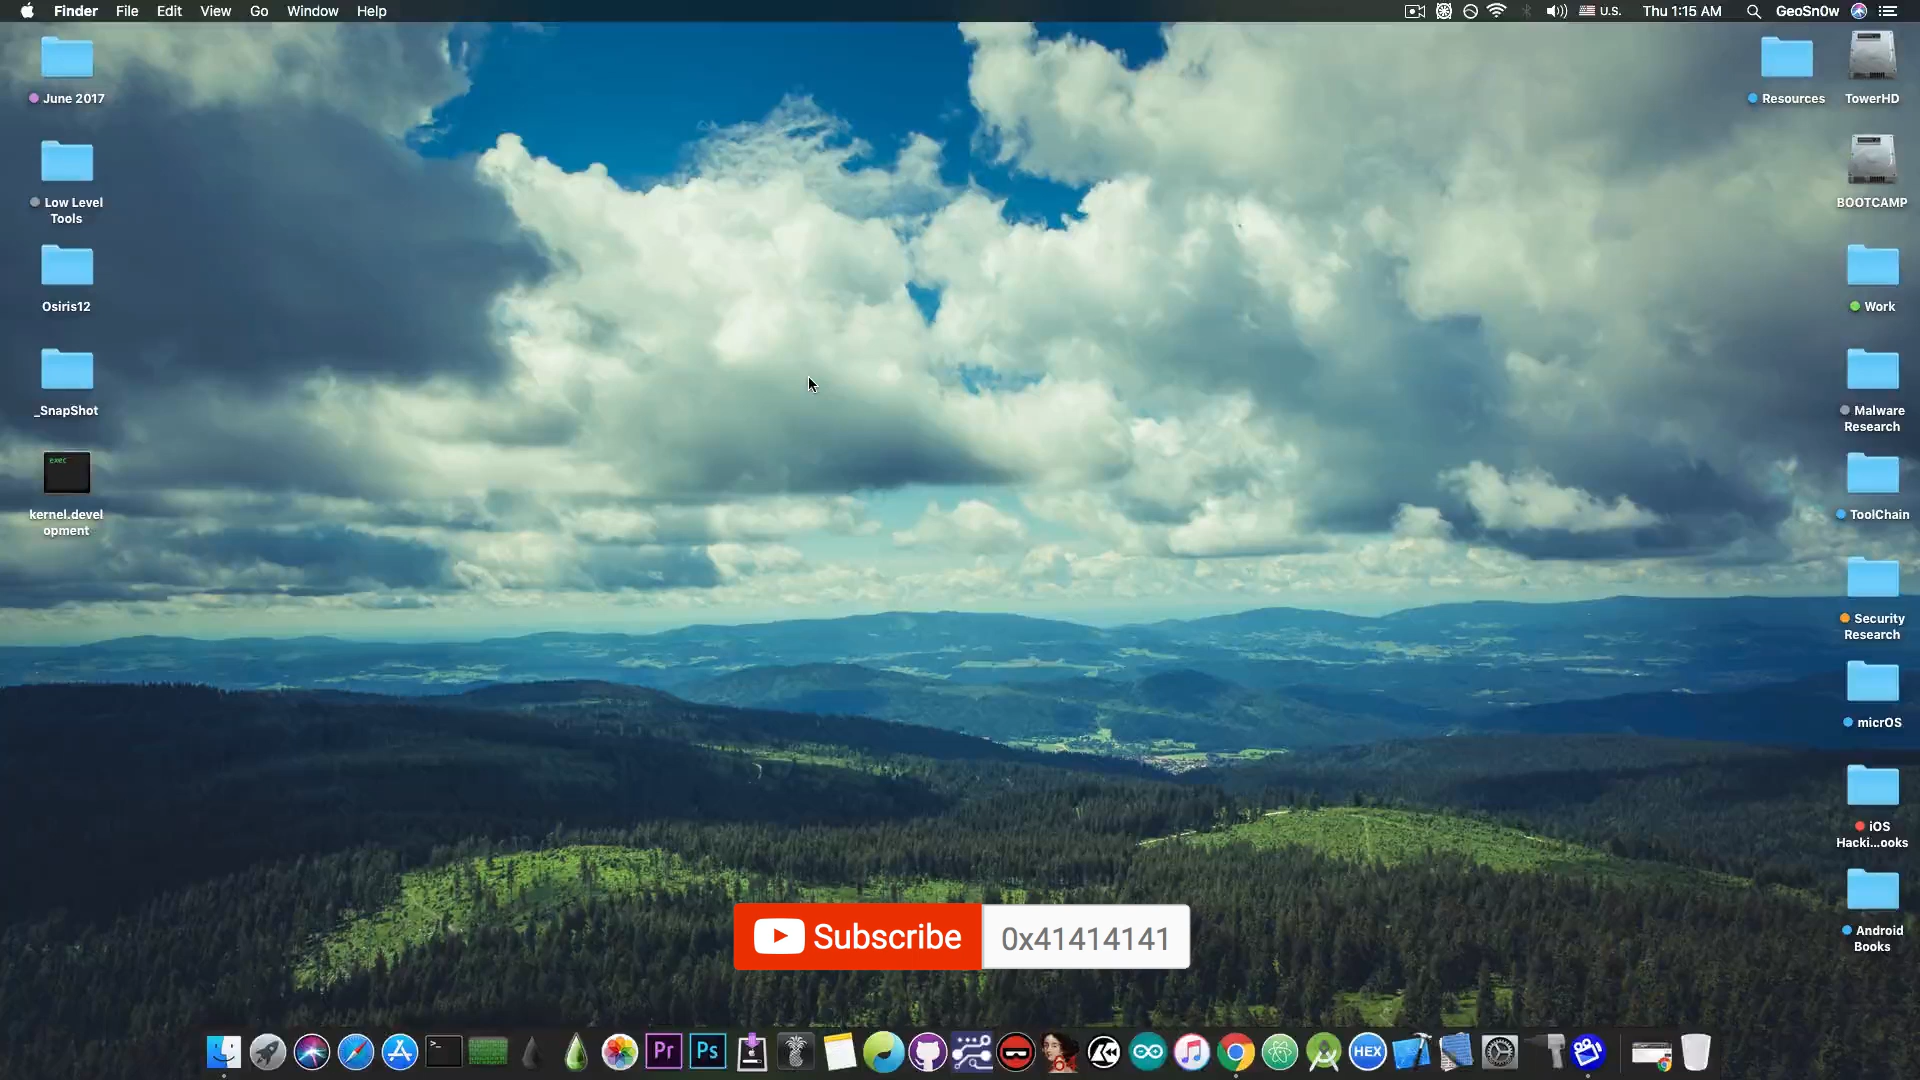 Finder File Edit View Go Window Help
U.S. Thu 1:15 AM GeoSn0w
June 2017
Low Level
Tools
Osiris12
_SnapShot
exec
kernel.devel
opment
Resources
TowerHD
BOOTCAMP
Work
Malware
Research
ToolChain
Security
Research
micrOS
iOS
Hacki...ooks
Android
Books
Subscribe 0x41414141
>_
Pr
Ps
HEX